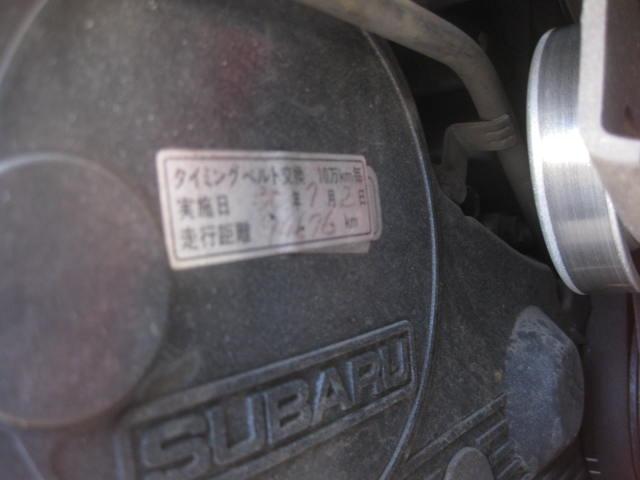 タイミングベルト交換 10万km毎
実施日 年 7月 2日
走行距離 km
SUBARU